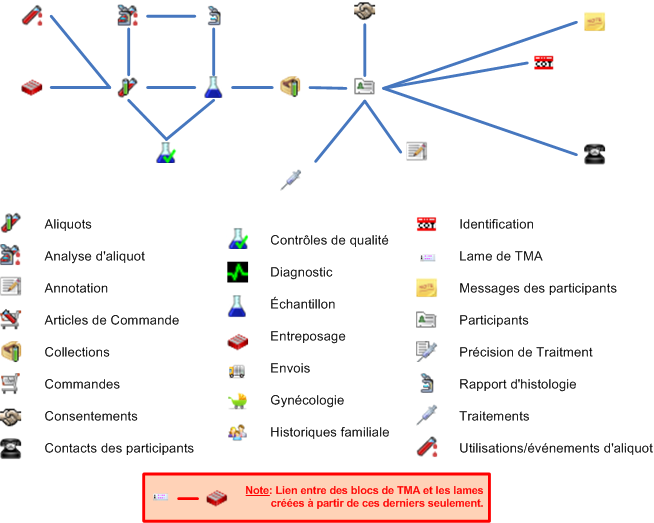 Aliquots
Analyse d'aliquot
Annotation
Articles de Commande
Collections
Commandes
Consentements
Contacts des participants
Contrôles de qualité
Diagnostic
Échantillon
Entreposage
Envois
Gynécologie
Historiques familiale
Identification
Lame de TMA
Messages des participants
Participants
Précision de Traitment
Rapport d'histologie
Traitements
Utilisations/événements d'aliquot
Note: Lien entre des blocs de TMA et les lames
créées à partir de ces derniers seulement.